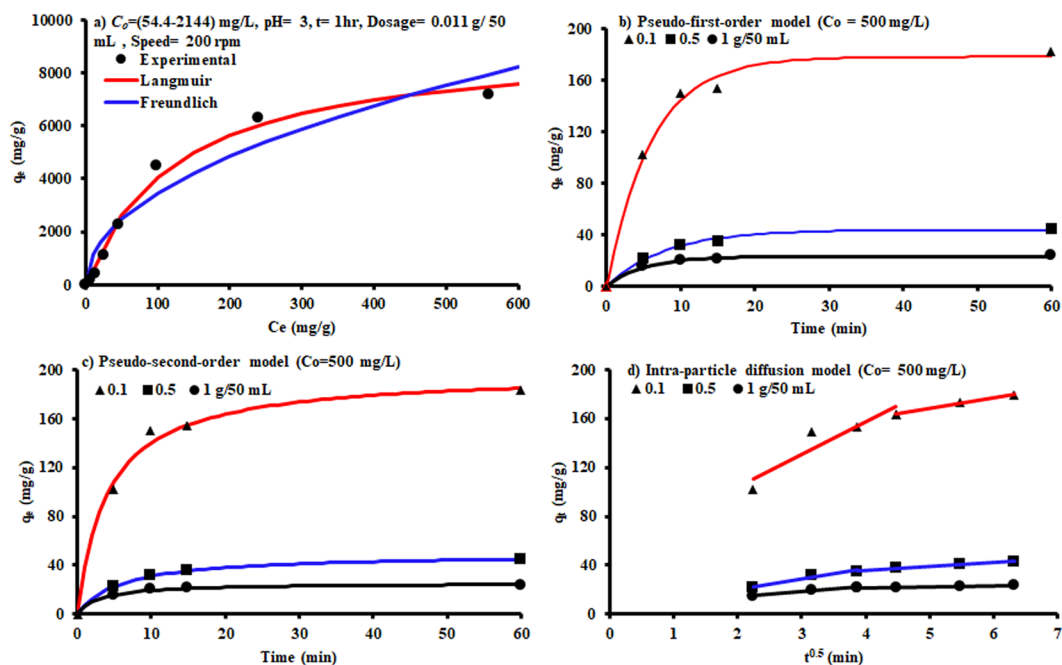 a) Cₒ=(54.4-2144) mg/L, pH= 3, t= 1hr, Dosage= 0.011 g/ 50
mL , Speed= 200 rpm
Experimental
Langmuir
Freundlich
qₑ (mg/g)
8000
6000
4000
2000
0
0 100 200 300 400 500 600
Ce (mg/g)
b) Pseudo-first-order model (Co = 500 mg/L)
0.1 0.5 1 g/50 mL
qₑ (mg/g)
200
160
120
80
40
0
0 10 20 30 40 50 60
Time (min)
c) Pseudo-second-order model (Co=500 mg/L)
0.1 0.5 1 g/50 mL
qₑ (mg/g)
200
160
120
80
40
0
0 10 20 30 40 50 60
Time (min)
d) Intra-particle diffusion model (Co= 500 mg/L)
0.1 0.5 1 g/50 mL
qₜ (mg/g)
200
160
120
80
40
0
0 1 2 3 4 5 6 7
t⁰·⁵ (min)